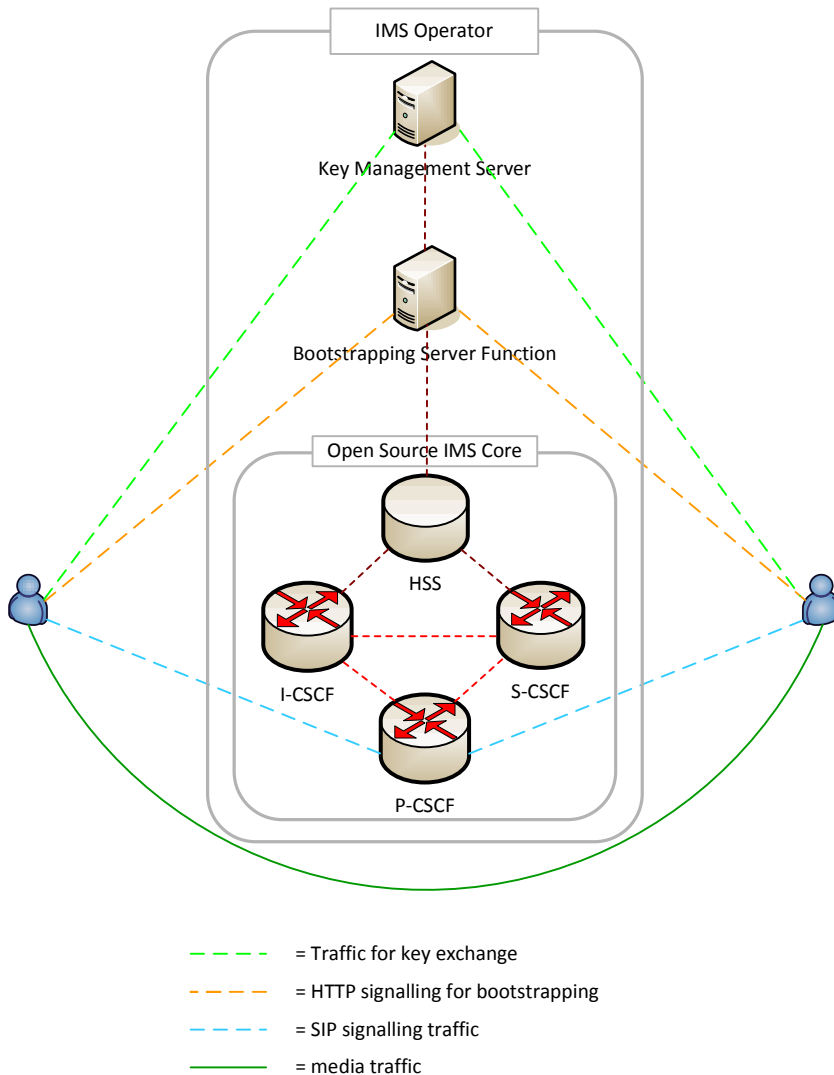 IMS Operator
Key Management Server
Bootstrapping Server Function
Open Source IMS Core
HSS
I-CSCF
S-CSCF
P-CSCF
= Traffic for key exchange
= HTTP signalling for bootstrapping
= SIP signalling traffic
= media traffic